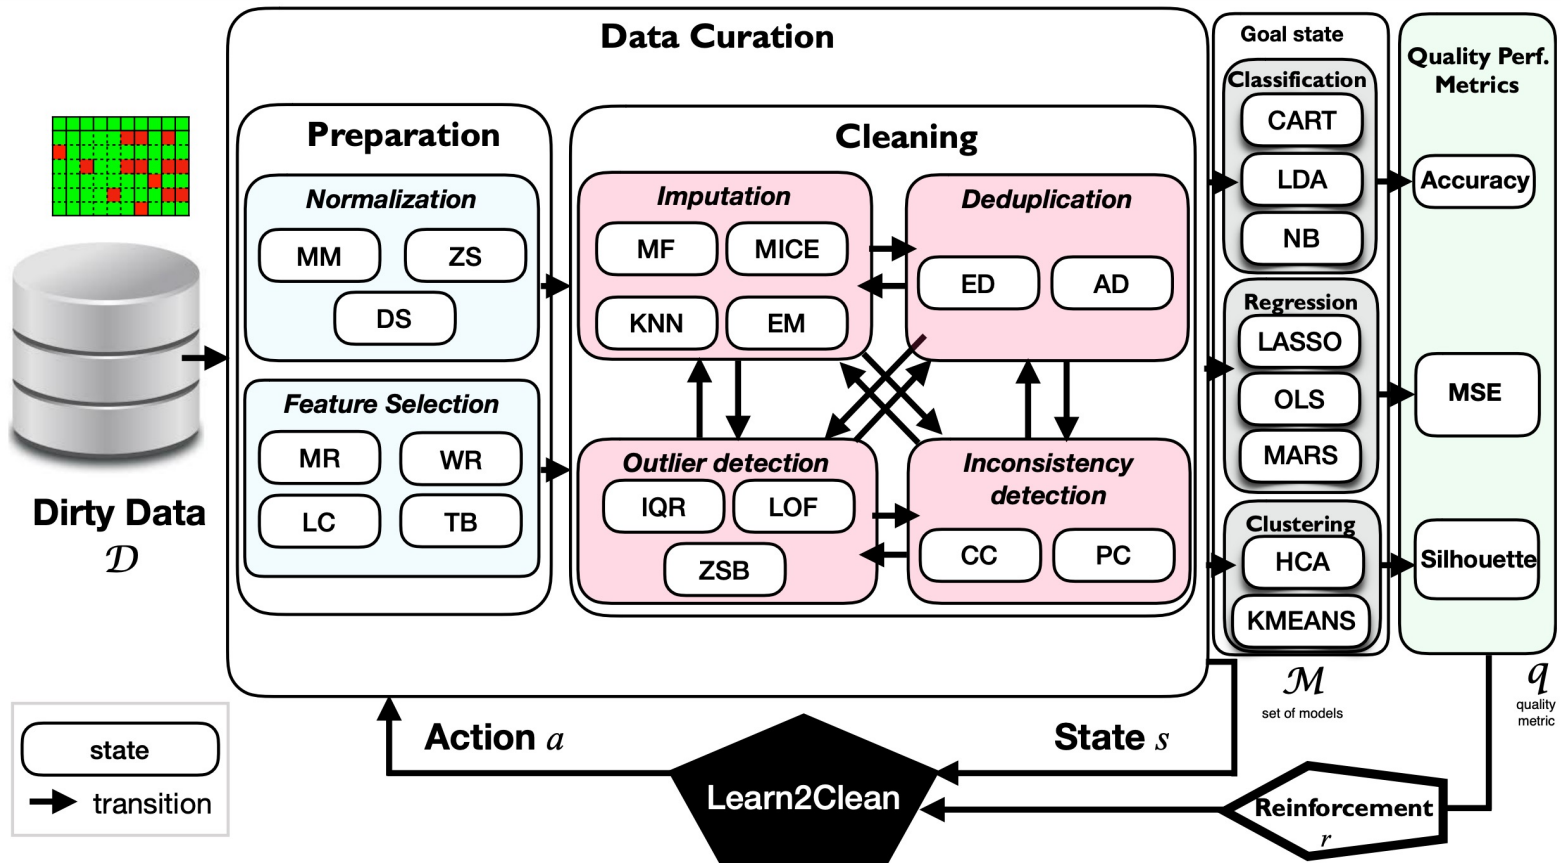 Data Curation
Preparation
Normalization
MM
ZS
DS
Feature Selection
MR
WR
LC
TB
Cleaning
Imputation
MF
MICE
KNN
EM
Deduplication
ED
AD
Outlier detection
IQR
LOF
ZSB
Inconsistency
detection
CC
PC
Goal state
Classification
CART
LDA
NB
Regression
LASSO
OLS
MARS
Clustering
HCA
KMEANS
ℳ
set of models
Quality Perf.
Metrics
Accuracy
MSE
Silhouette
q
quality
metric
Dirty Data
𝒟
state
transition
Action a
State s
Learn2Clean
Reinforcement
r